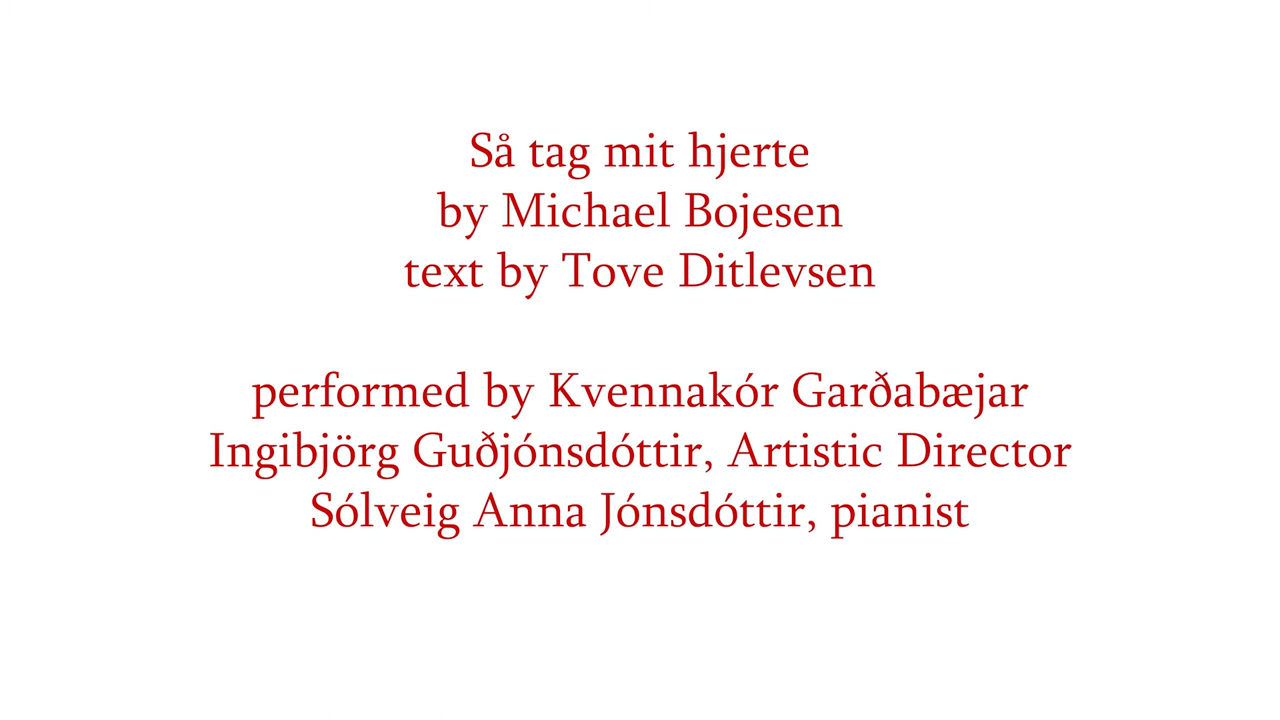 Så tag mit hjerte
by Michael Bojesen
text by Tove Ditlevsen
performed by Kvennakór Garðabæjar
Ingibjörg Guðjónsdóttir, Artistic Director
Sólveig Anna Jónsdóttir, pianist